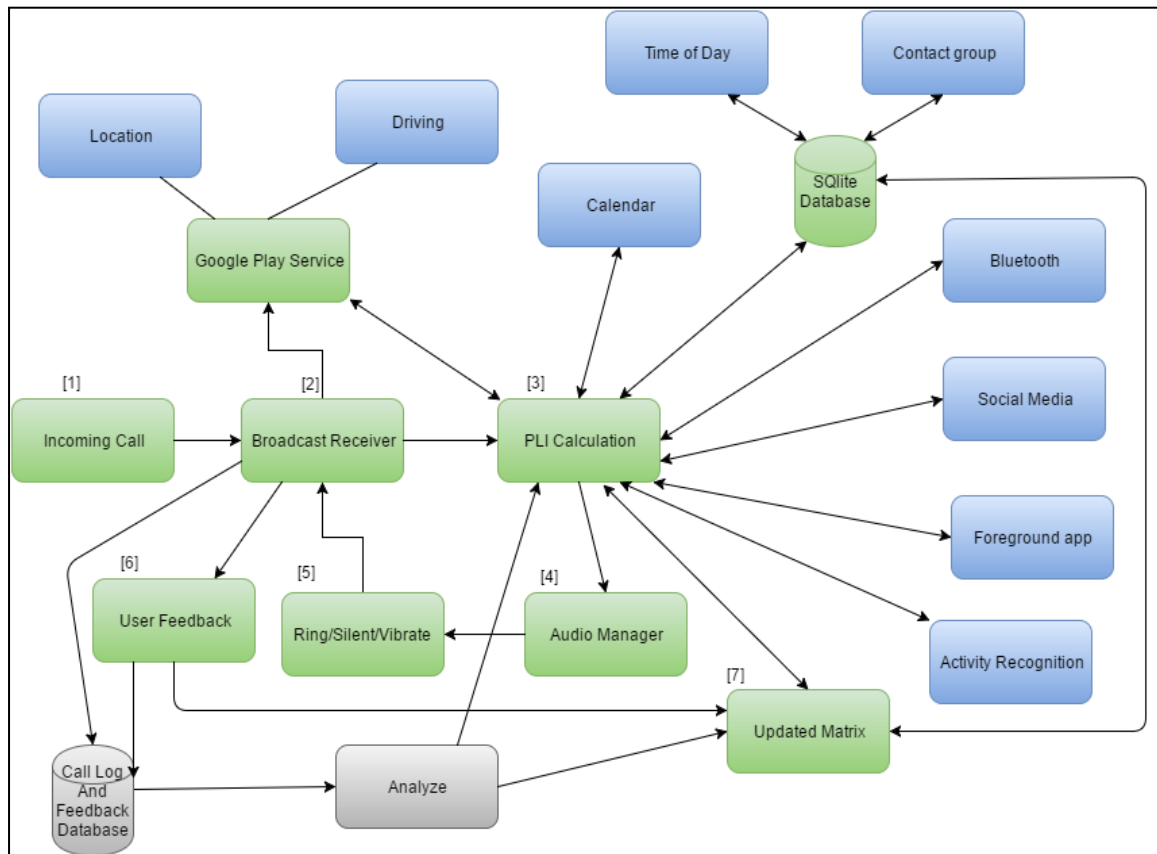 Time of Day
Contact group
Location
Driving
SQlite
Database
Calendar
Google Play Service
Bluetooth
[1]
[2]
[3]
Social Media
Incoming Call
Broadcast Receiver
PLI Calculation
Foreground app
[6]
[5]
[4]
User Feedback
Ring/Silent/Vibrate
Audio Manager
Activity Recognition
[7]
Updated Matrix
Call Log
And
Feedback
Database
Analyze